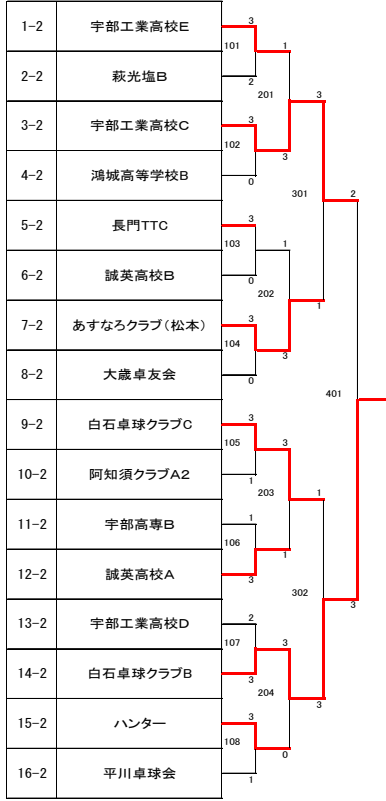 1-2 宇部工業高校E
2-2 萩光塩B
3-2 宇部工業高校C
4-2 鴻城高等学校B
5-2 長門TTC
6-2 誠英高校B
7-2 あすなろクラブ（松本）
8-2 大歳卓友会
9-2 白石卓球クラブC
10-2 阿知須クラブA2
11-2 宇部高専B
12-2 誠英高校A
13-2 宇部工業高校D
14-2 白石卓球クラブB
15-2 ハンター
16-2 平川卓球会
3
101
2
3
102
0
3
103
0
3
104
0
3
105
1
1
106
3
2
107
3
3
108
1
1
201
3
1
202
3
3
203
1
3
204
0
3
301
1
1
302
3
2
401
3